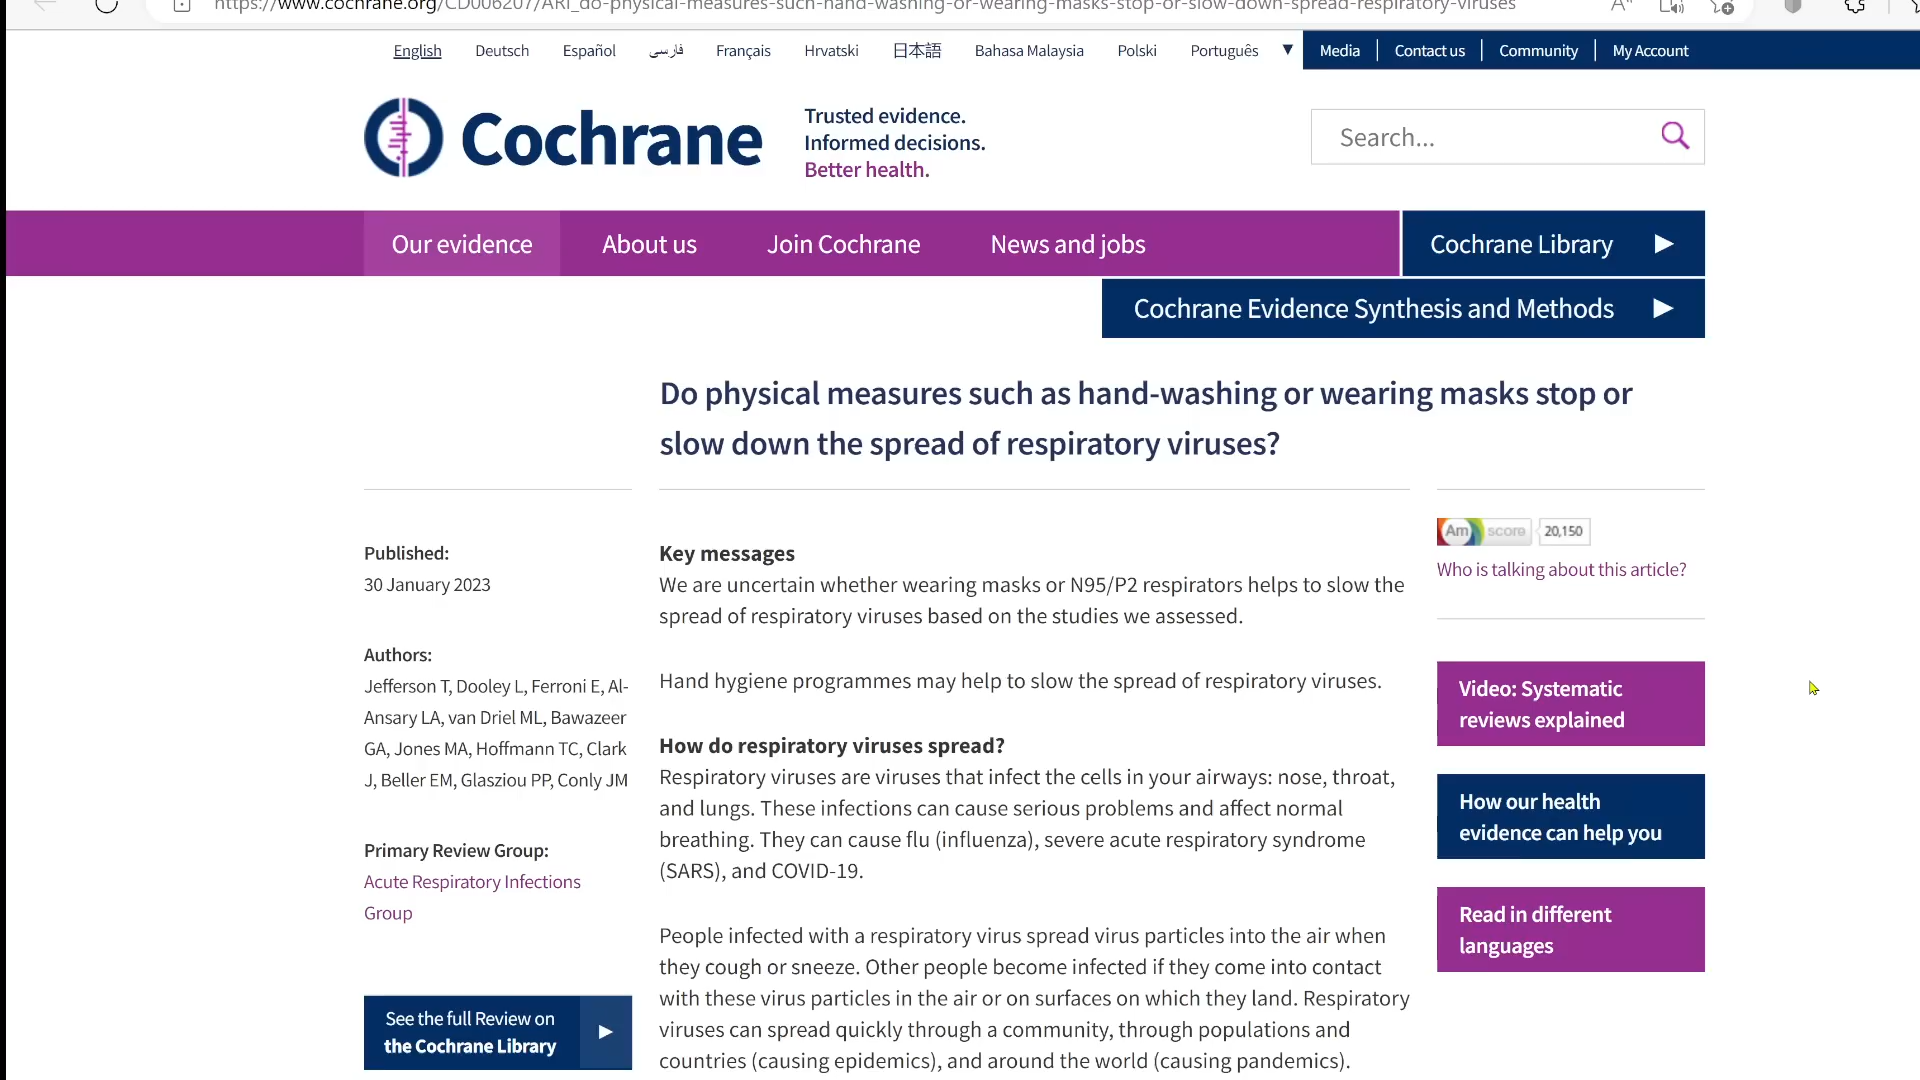 https://www.cochrane.org/CD006207/ARI_do-physical-measures-such-hand-washing-or-wearing-masks-stop-or-slow-down-spread-respiratory-viruses
English Deutsch Español فارسی Français Hrvatski 日本語 Bahasa Malaysia Polski Português ▼ Media Contact us Community My Account
Cochrane
Trusted evidence.
Informed decisions.
Better health.
Search...
Our evidence About us Join Cochrane News and jobs Cochrane Library
Cochrane Evidence Synthesis and Methods
Do physical measures such as hand-washing or wearing masks stop or
slow down the spread of respiratory viruses?
Published:
30 January 2023
Authors:
Jefferson T, Dooley L, Ferroni E, Al-
Ansary LA, van Driel ML, Bawazeer
GA, Jones MA, Hoffmann TC, Clark
J, Beller EM, Glasziou PP, Conly JM
Primary Review Group:
Acute Respiratory Infections
Group
See the full Review on
the Cochrane Library
Key messages
We are uncertain whether wearing masks or N95/P2 respirators helps to slow the
spread of respiratory viruses based on the studies we assessed.
Hand hygiene programmes may help to slow the spread of respiratory viruses.
How do respiratory viruses spread?
Respiratory viruses are viruses that infect the cells in your airways: nose, throat,
and lungs. These infections can cause serious problems and affect normal
breathing. They can cause flu (influenza), severe acute respiratory syndrome
(SARS), and COVID-19.
People infected with a respiratory virus spread virus particles into the air when
they cough or sneeze. Other people become infected if they come into contact
with these virus particles in the air or on surfaces on which they land. Respiratory
viruses can spread quickly through a community, through populations and
countries (causing epidemics), and around the world (causing pandemics).
Am score 20,150
Who is talking about this article?
Video: Systematic
reviews explained
How our health
evidence can help you
Read in different
languages